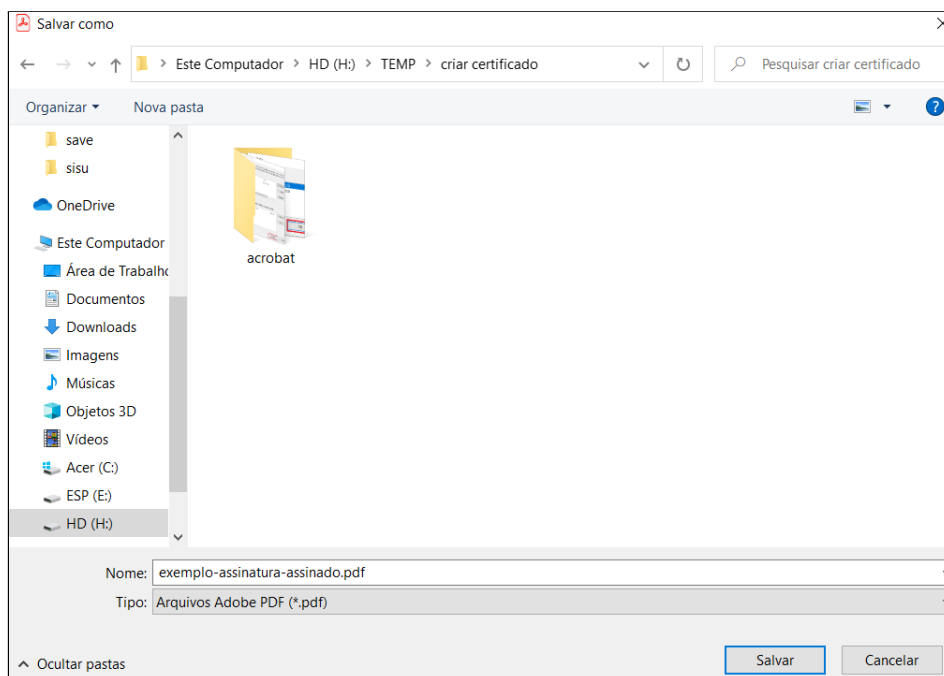 Salvar como
Este Computador > HD (H:) > TEMP > criar certificado
Pesquisar criar certificado
Organizar
Nova pasta
?
save
sisu
OneDrive
Este Computador
Área de Trabalho
Documentos
Downloads
Imagens
Músicas
Objetos 3D
Vídeos
Acer (C:)
ESP (E:)
HD (H:)
acrobat
Nome: exemplo-assinatura-assinado.pdf
Tipo: Arquivos Adobe PDF (*.pdf)
Ocultar pastas
Salvar
Cancelar